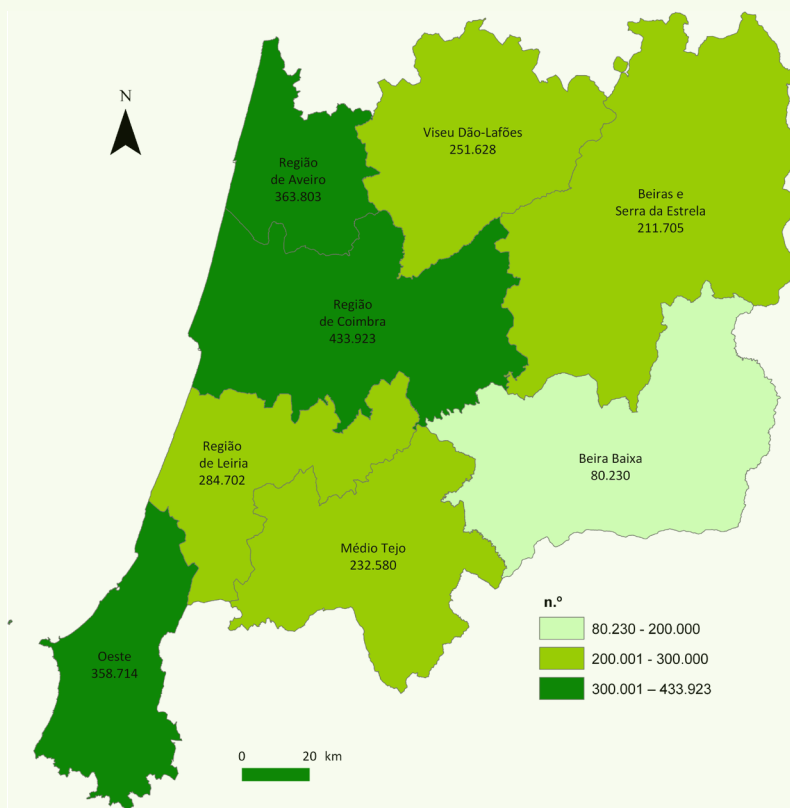 N
Viseu Dão-Lafões
251.628
Região
de Aveiro
363.803
Beiras e
Serra da Estrela
211.705
Região
de Coimbra
433.923
Região
de Leiria
284.702
Beira Baixa
80.230
Médio Tejo
232.580
Oeste
358.714
n.º
80.230 - 200.000
200.001 - 300.000
300.001 – 433.923
0 20 km